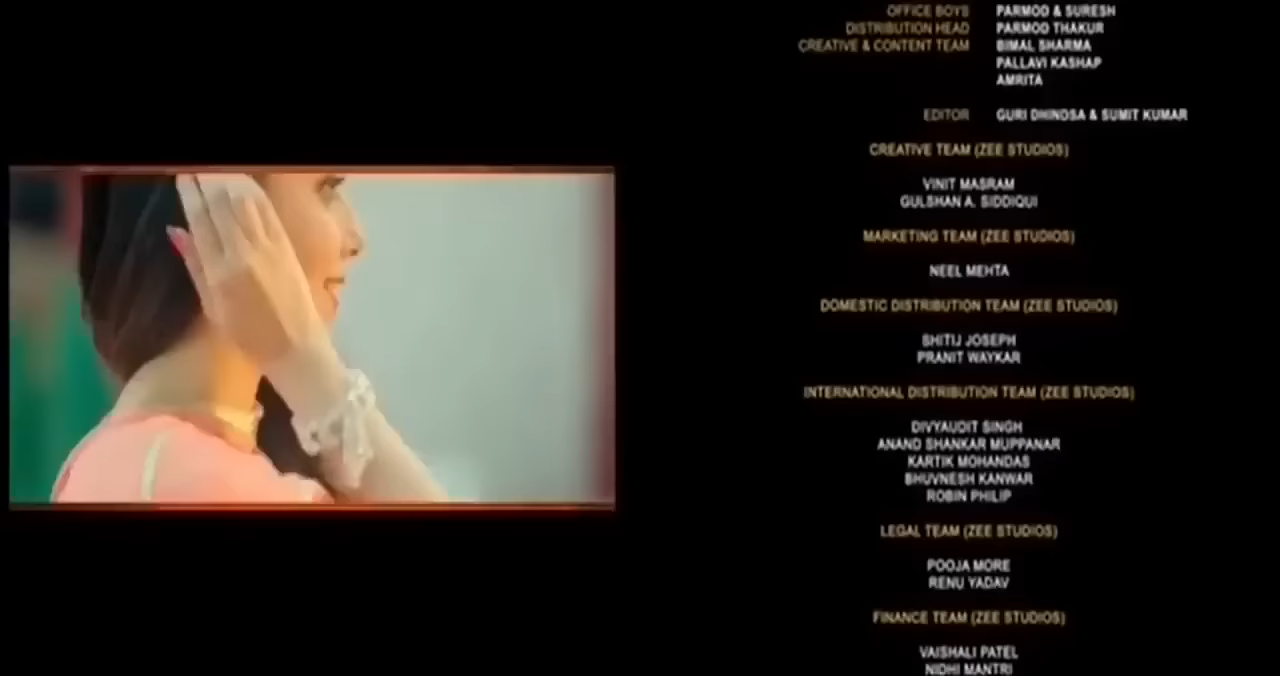 OFFICE BOYS PARMOD & SURESH
DISTRIBUTION HEAD PARMOD THAKUR
CREATIVE & CONTENT TEAM BIMAL SHARMA
PALLAVI KASHAP
AMRITA
EDITOR GURI DHINDSA & SUMIT KUMAR
CREATIVE TEAM (ZEE STUDIOS)
VINIT MASRAM
GULSHAN A. SIDDIQUI
MARKETING TEAM (ZEE STUDIOS)
NEEL MEHTA
DOMESTIC DISTRIBUTION TEAM (ZEE STUDIOS)
SHITIJ JOSEPH
PRANIT WAYKAR
INTERNATIONAL DISTRIBUTION TEAM (ZEE STUDIOS)
DIVYAUDIT SINGH
ANAND SHANKAR MUPPANAR
KARTIK MOHANDAS
BHUVNESH KANWAR
ROBIN PHILIP
LEGAL TEAM (ZEE STUDIOS)
POOJA MORE
RENU YADAV
FINANCE TEAM (ZEE STUDIOS)
VAISHALI PATEL
NIDHI MANTRI